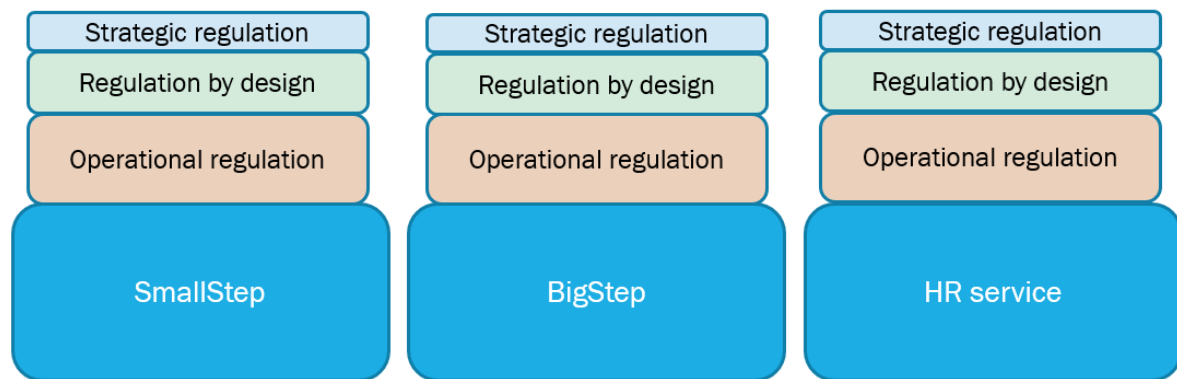 Strategic regulation
Regulation by design
Operational regulation
SmallStep
Strategic regulation
Regulation by design
Operational regulation
BigStep
Strategic regulation
Regulation by design
Operational regulation
HR service